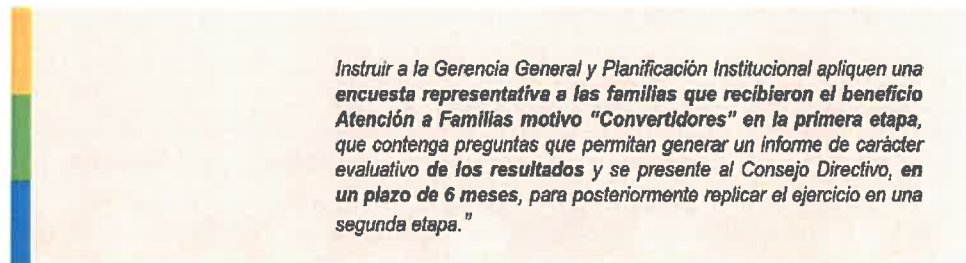 Instruir a la Gerencia General y Planificación Institucional apliquen una
encuesta representativa a las familias que recibieron el beneficio
Atención a Familias motivo "Convertidores" en la primera etapa,
que contenga preguntas que permitan generar un informe de carácter
evaluativo de los resultados y se presente al Consejo Directivo, en
un plazo de 6 meses, para posteriormente replicar el ejercicio en una
segunda etapa."